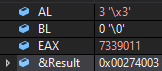 AL 3 '\x3'
BL 0 '\0'
EAX 7339011
&Result 0x00274003